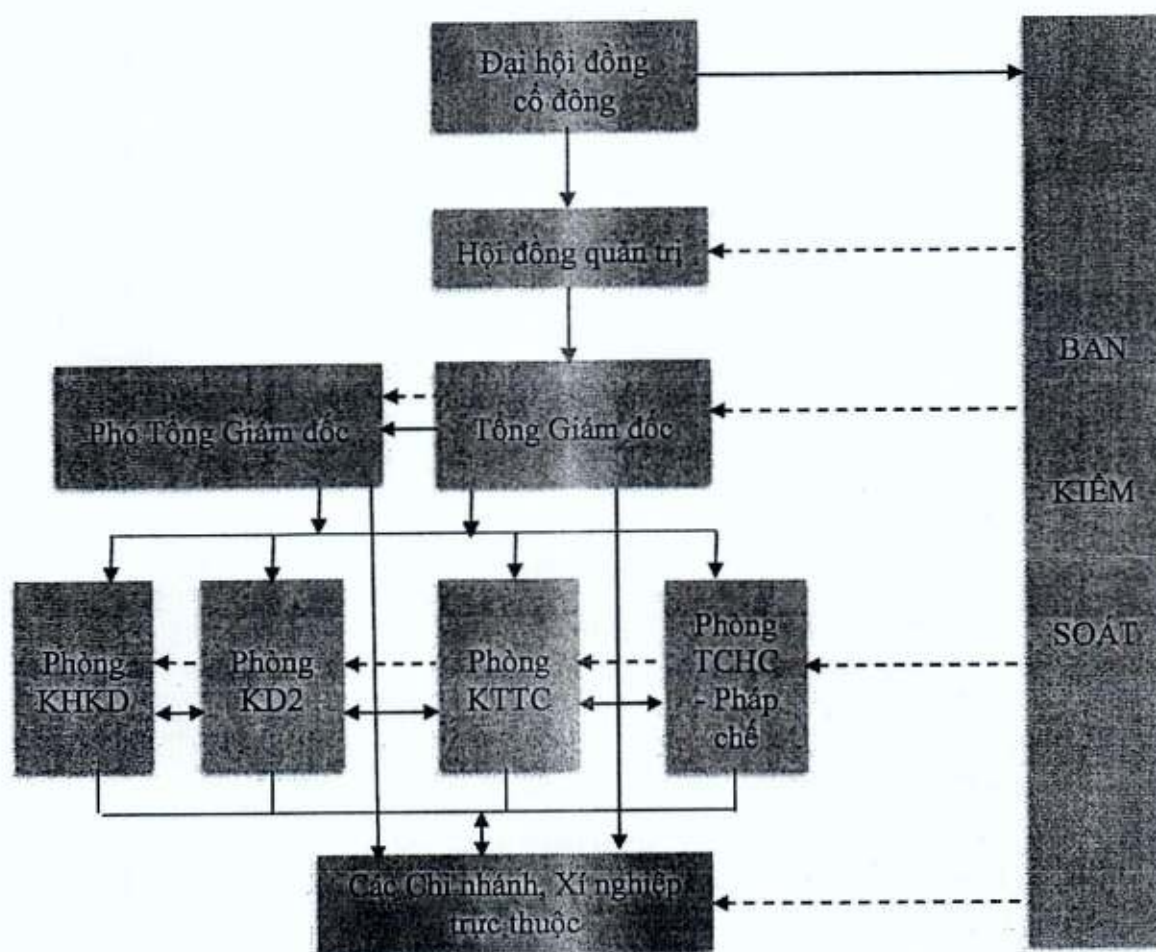 Đại hội đồng
cổ đông
Hội đồng quản trị
Phó Tổng Giám đốc
Tổng Giám đốc
BAN
KIỂM
SOÁT
Phòng
KHKD
Phòng
KD2
Phòng
KTTC
Phòng
TCHC
- Pháp
chế
Các Chi nhánh, Xí nghiệp
trực thuộc